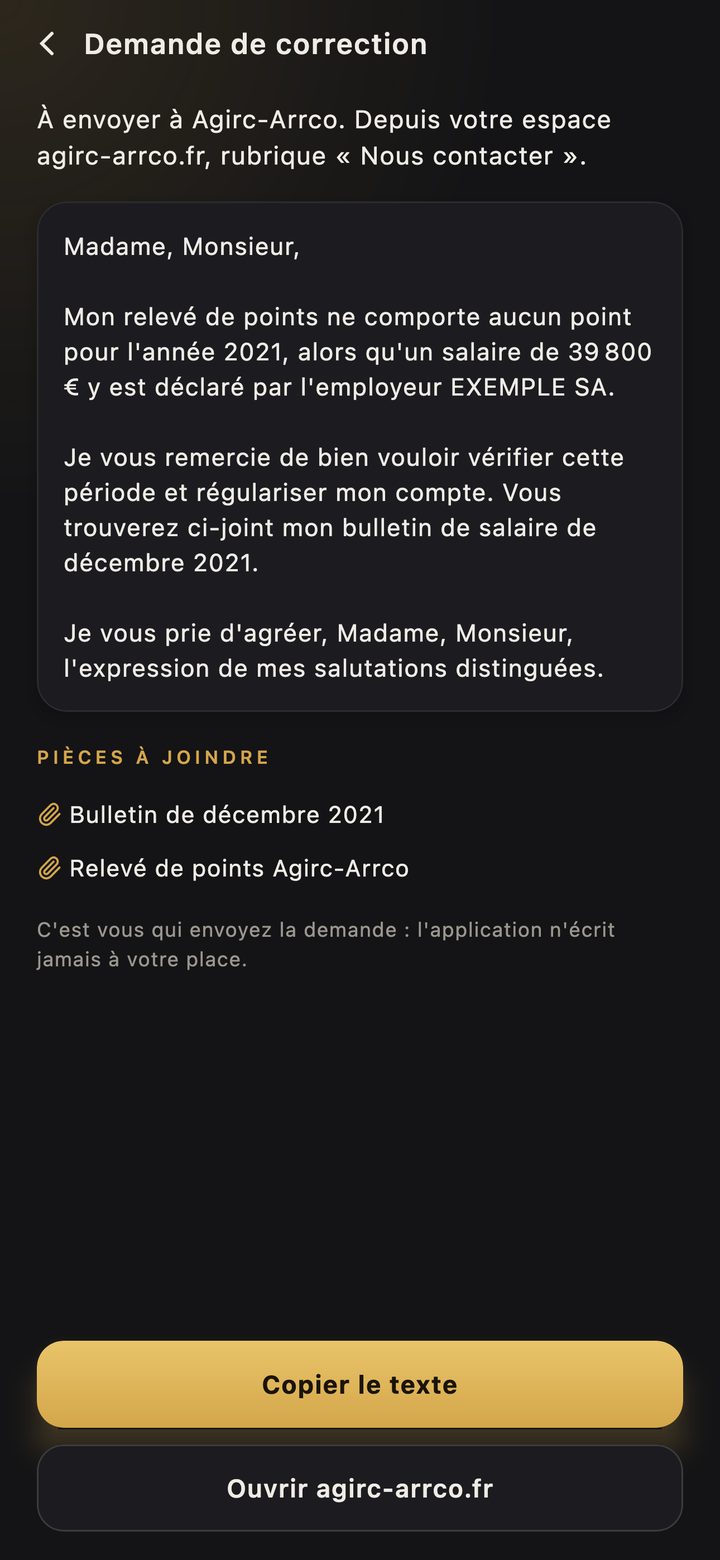 Demande de correction
À envoyer à Agirc-Arrco. Depuis votre espace
agirc-arrco.fr, rubrique « Nous contacter ».
Madame, Monsieur,
Mon relevé de points ne comporte aucun point
pour l'année 2021, alors qu'un salaire de 39 800
€ y est déclaré par l'employeur EXEMPLE SA.
Je vous remercie de bien vouloir vérifier cette
période et régulariser mon compte. Vous
trouverez ci-joint mon bulletin de salaire de
décembre 2021.
Je vous prie d'agréer, Madame, Monsieur,
l'expression de mes salutations distinguées.
PIÈCES À JOINDRE
Bulletin de décembre 2021
Relevé de points Agirc-Arrco
C'est vous qui envoyez la demande : l'application n'écrit
jamais à votre place.
Copier le texte
Ouvrir agirc-arrco.fr